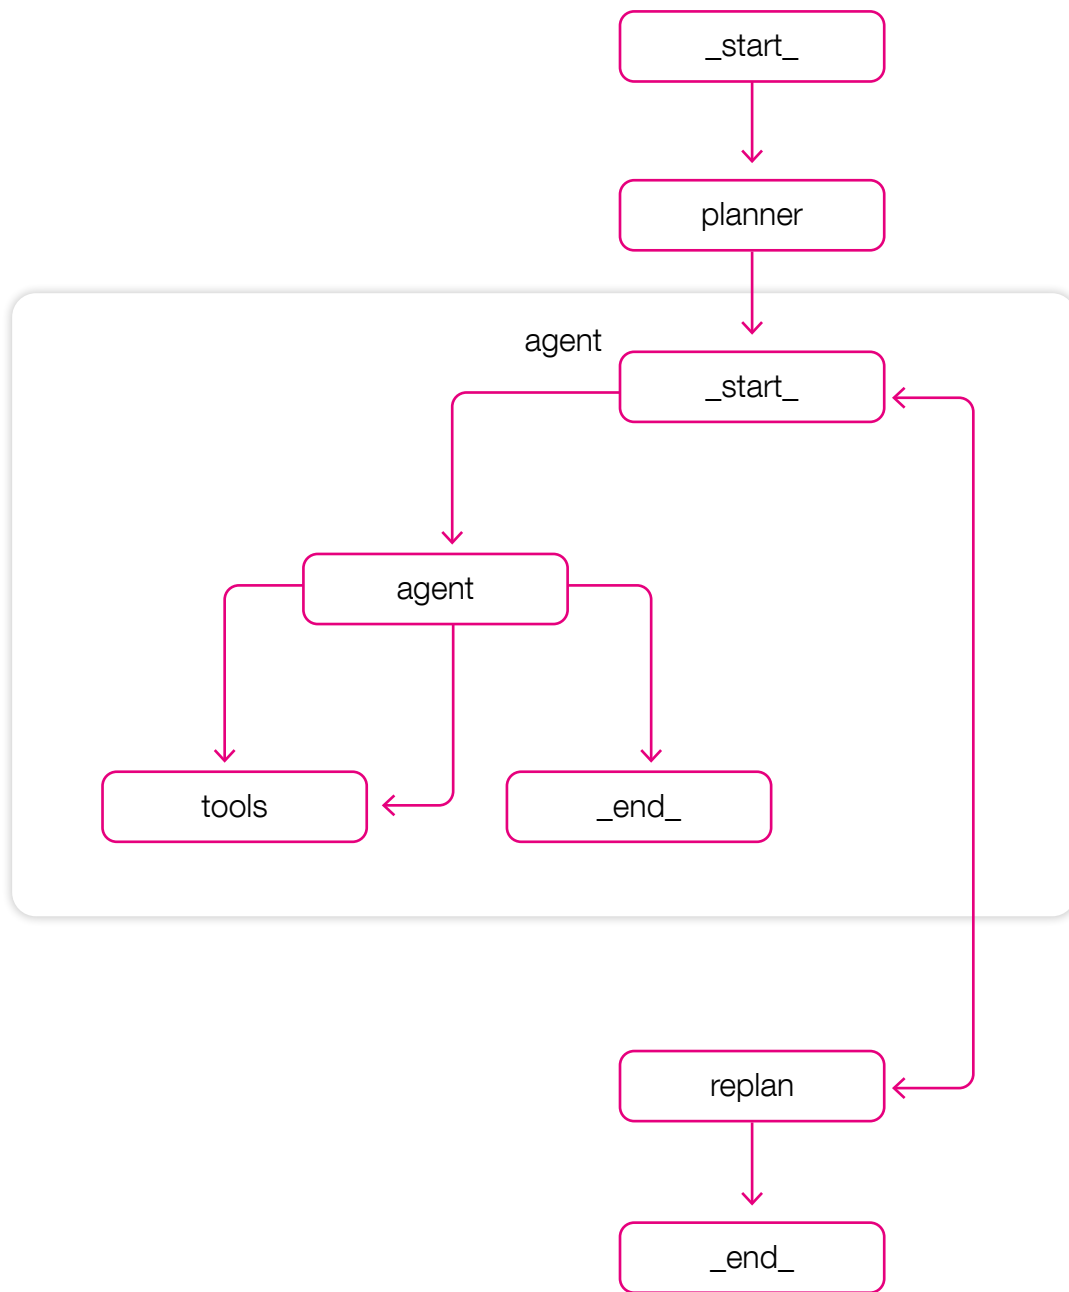 _start_
planner
agent
_start_
agent
tools
_end_
replan
_end_